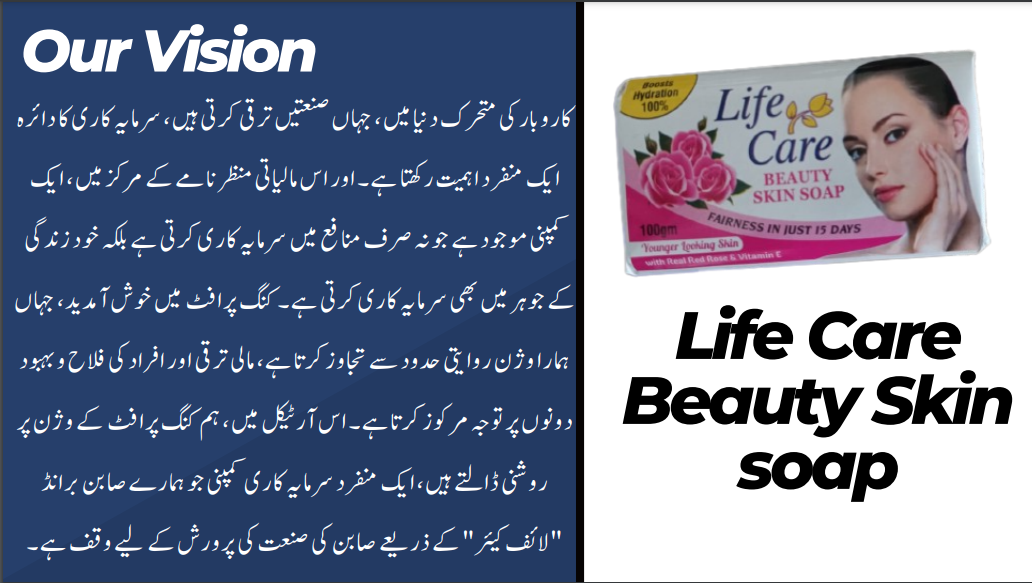 Our Vision
کاروبار کی متحرک دنیا میں، جہاں صنعتیں ترقی کرتی ہیں، سرمایہ کاری کا دائرہ
ایک منفرد اہمیت رکھتا ہے۔ اور اس مالیاتی منظر نامے کے مرکز میں، ایک
کمپنی موجود ہے جو نہ صرف منافع میں سرمایہ کاری کرتی ہے بلکہ خود زندگی
کے جوہر میں بھی سرمایہ کاری کرتی ہے۔ کنگ پرافٹ میں خوش آمدید، جہاں
ہمارا وژن روایتی حدود سے تجاوز کرتا ہے، مالی ترقی اور افراد کی فلاح و بہبود
دونوں پر توجہ مرکوز کرتا ہے۔ اس آرٹیکل میں، ہم کنگ پرافٹ کے وژن پر
روشنی ڈالتے ہیں، ایک منفرد سرمایہ کاری کمپنی جو ہمارے صابن برانڈ
"لائف کیئر" کے ذریعے صابن کی صنعت کی پرورش کے لیے وقف ہے۔
Boosts
Hydration
100%
Life
Care
BEAUTY
SKIN SOAP
FAIRNESS IN JUST 15 DAYS
100gm
Younger Looking Skin
with Real Red Rose & Vitamin E
Life Care
Beauty Skin
soap